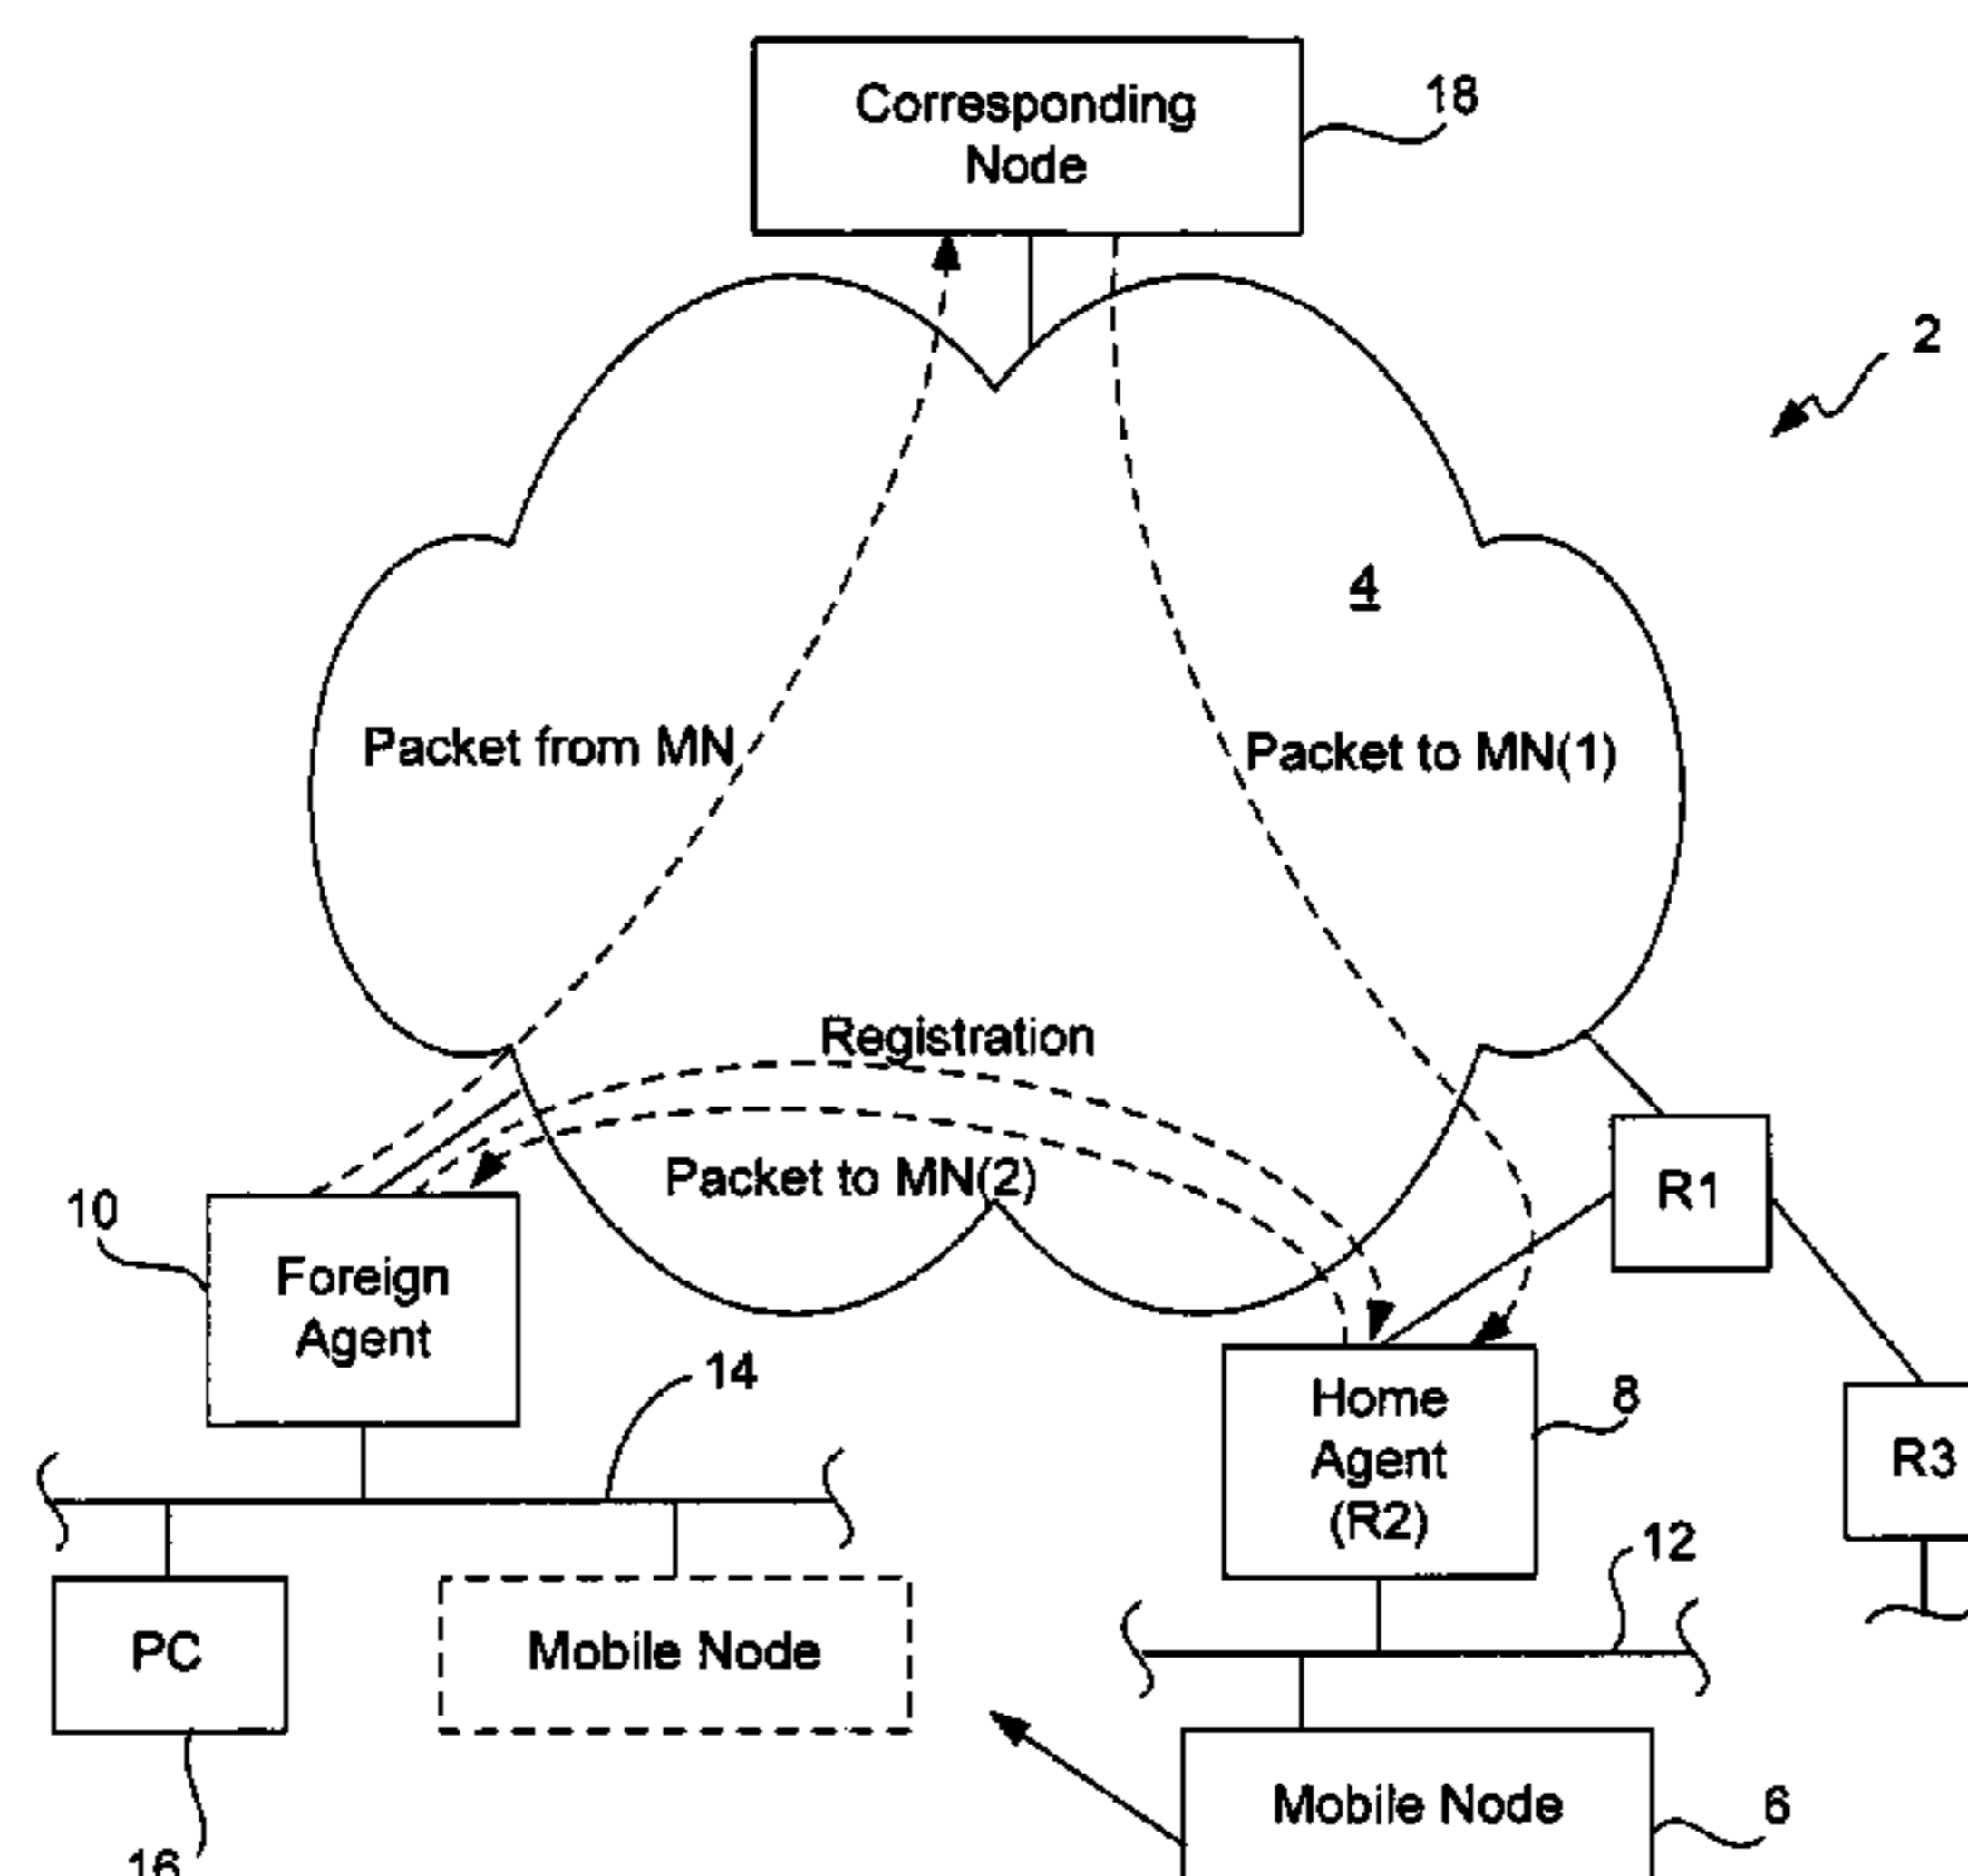 Corresponding
Node
18
2
4
Packet from MN
Packet to MN(1)
Registration
Packet to MN(2)
R1
10
Foreign
Agent
14
Home
Agent
(R2)
8
R3
12
PC
Mobile Node
Mobile Node
6
16